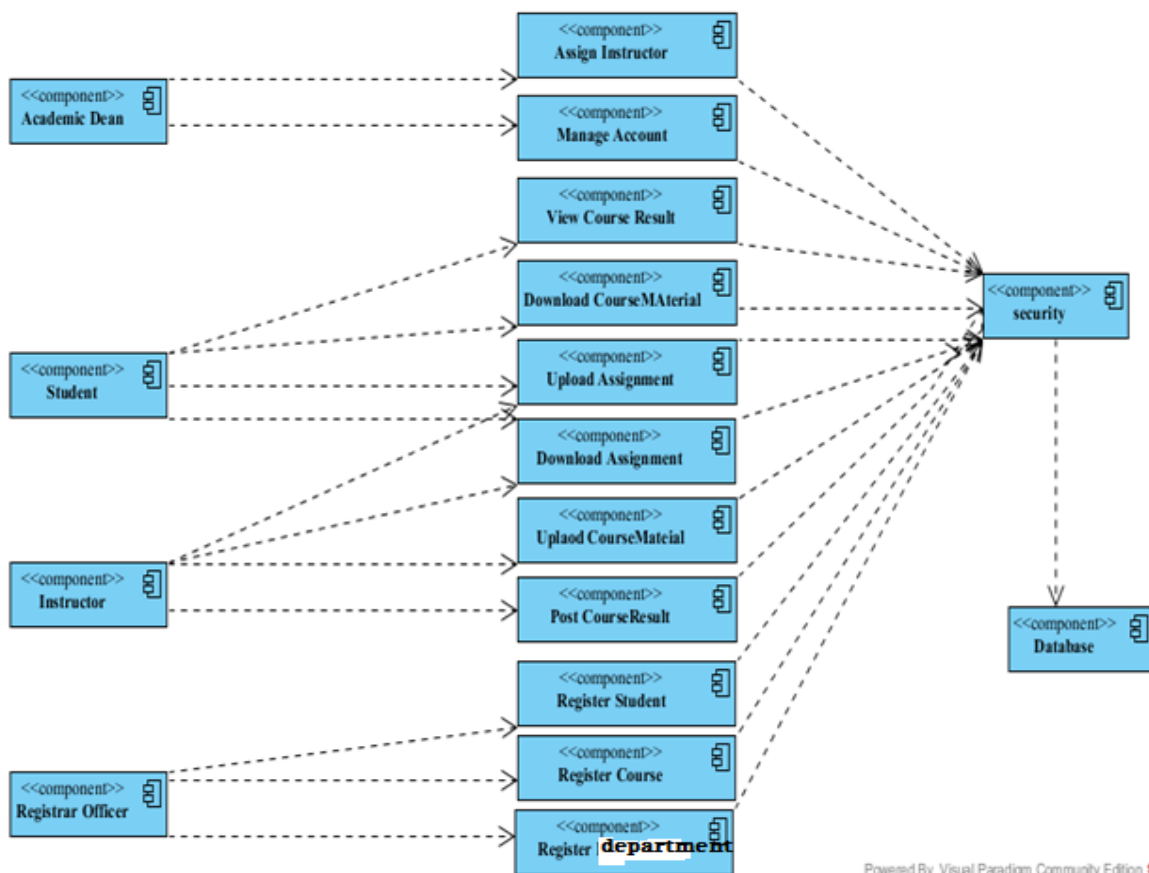 <<component>>
Academic Dean
<<component>>
Student
<<component>>
Instructor
<<component>>
Registrar Officer
<<component>>
Assign Instructor
<<component>>
Manage Account
<<component>>
View Course Result
<<component>>
Download CourseMAterial
<<component>>
Upload Assignment
<<component>>
Download Assignment
<<component>>
Uplaod CourseMateial
<<component>>
Post CourseResult
<<component>>
Register Student
<<component>>
Register Course
<<component>>
Register department
<<component>>
security
<<component>>
Database
Powered By Visual Paradigm Community Edition